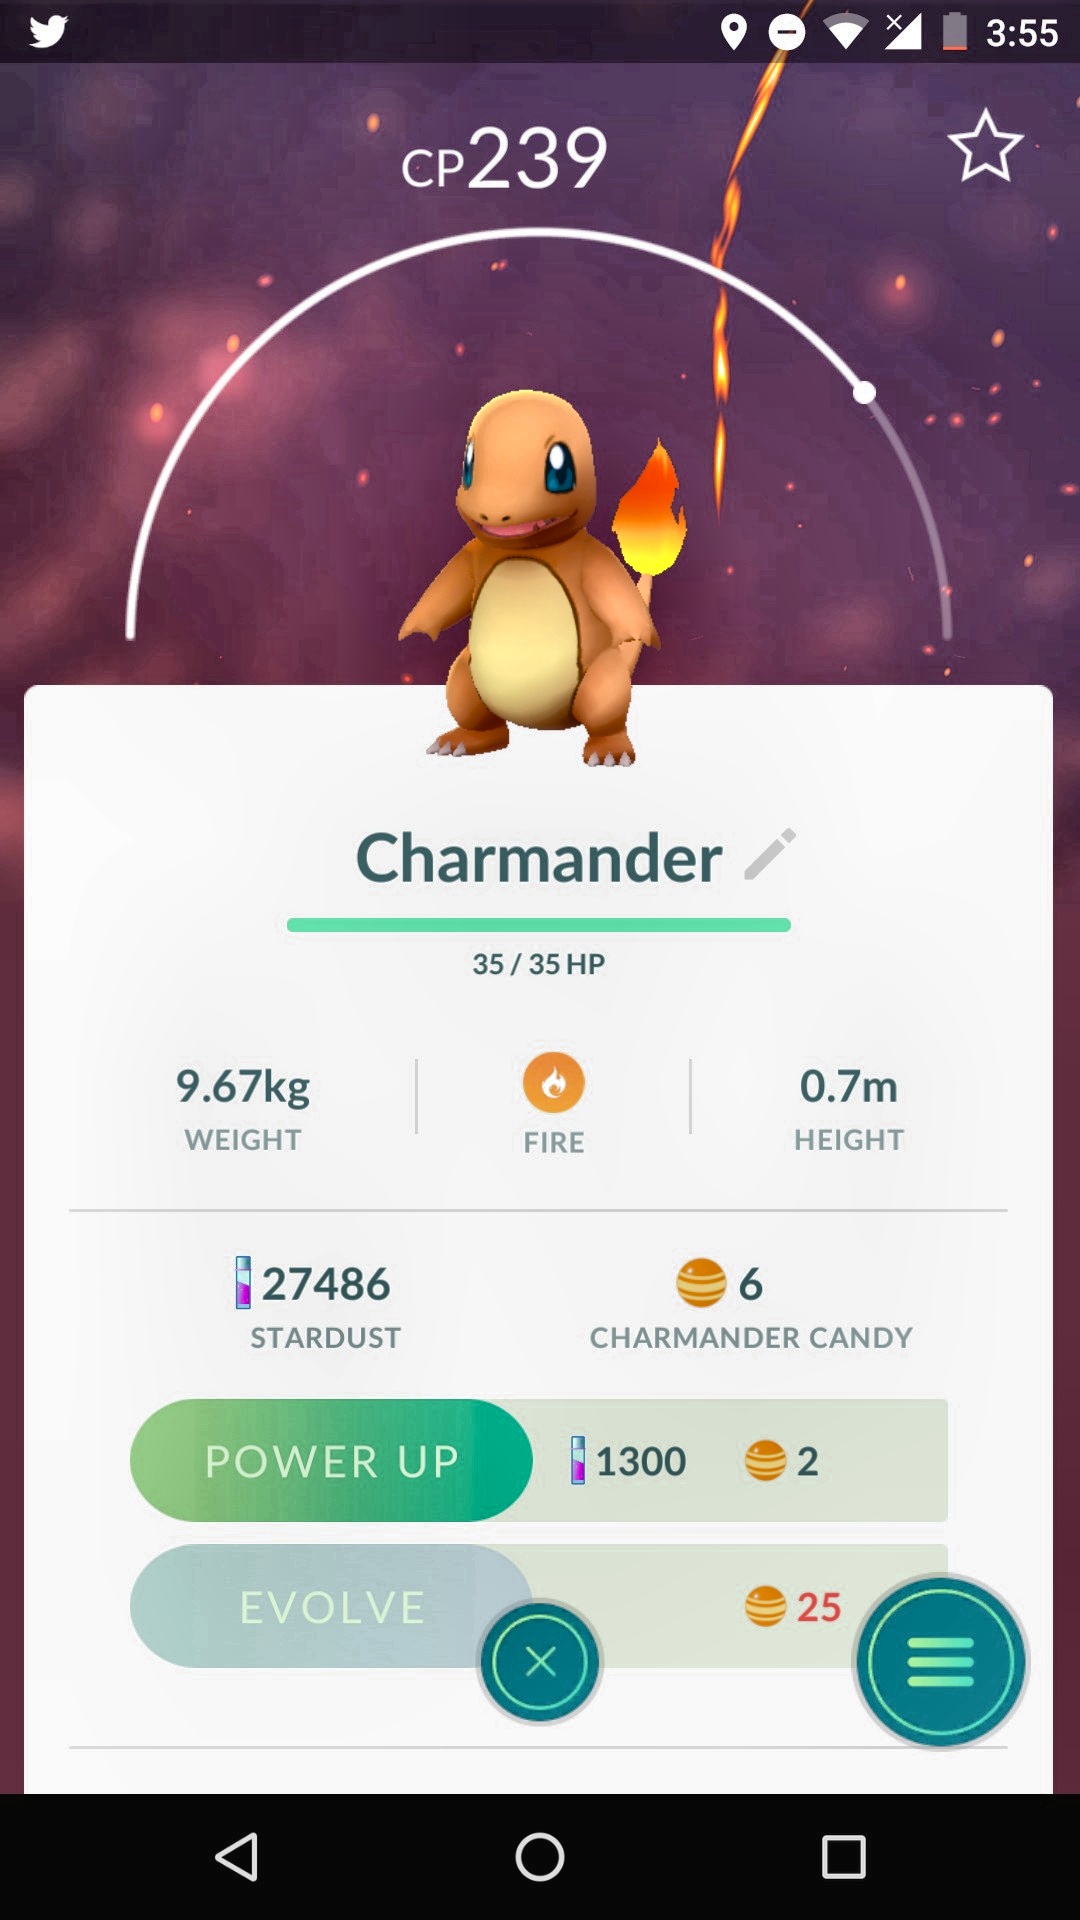 3:55
CP239
Charmander
35 / 35 HP
9.67kg
WEIGHT
FIRE
0.7m
HEIGHT
27486
STARDUST
6
CHARMANDER CANDY
POWER UP 1300 2
EVOLVE 25